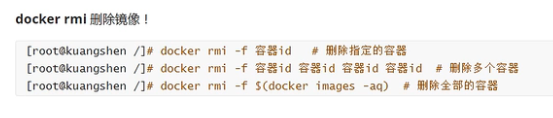 docker rmi 删除镜像！
[root@kuangshen /]# docker rmi -f 容器id   # 删除指定的容器
[root@kuangshen /]# docker rmi -f 容器id 容器id 容器id 容器id  # 删除多个容器
[root@kuangshen /]# docker rmi -f $(docker images -aq)  # 删除全部的容器